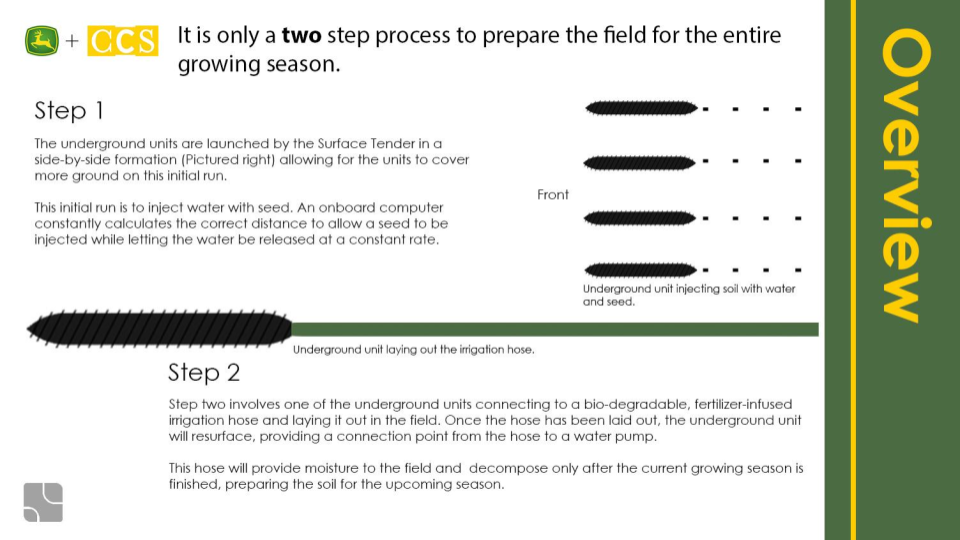 + CCS
It is only a two step process to prepare the field for the entire
growing season.
Step 1
The underground units are launched by the Surface Tender in a
side-by-side formation (Pictured right) allowing for the units to cover
more ground on this initial run.
This initial run is to inject water with seed. An onboard computer
constantly calculates the correct distance to allow a seed to be
injected while letting the water be released at a constant rate.
Front
Underground unit injecting soil with water
and seed.
Underground unit laying out the irrigation hose.
Step 2
Step two involves one of the underground units connecting to a bio-degradable, fertilizer-infused
irrigation hose and laying it out in the field. Once the hose has been laid out, the underground unit
will resurface, providing a connection point from the hose to a water pump.
This hose will provide moisture to the field and  decompose only after the current growing season is
finished, preparing the soil for the upcoming season.
Overview